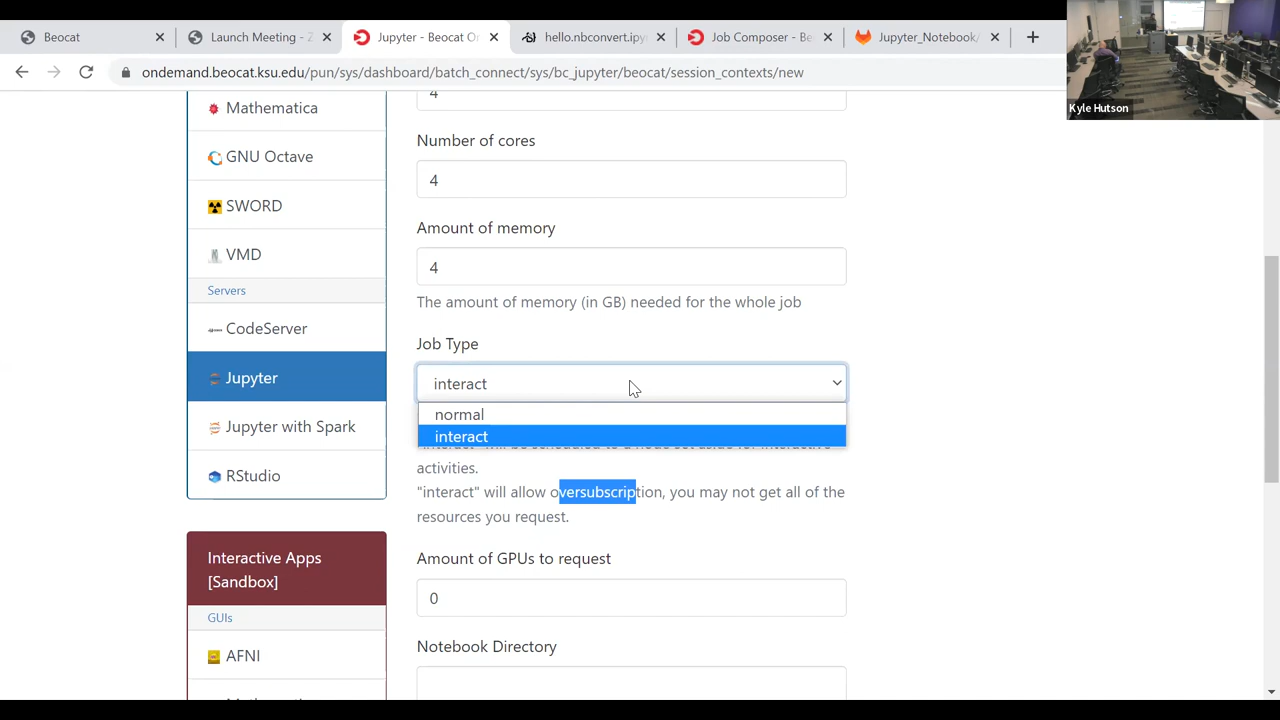 Beocat
Launch Meeting - Z
Jupyter - Beocat On
hello.nbconvert.ipyn
Job Composer - Be
Jupyter_Notebook/
ondemand.beocat.ksu.edu/pun/sys/dashboard/batch_connect/sys/bc_jupyter/beocat/session_contexts/new
Kyle Hutson
Mathematica
GNU Octave
SWORD
VMD
Servers
CodeServer
Jupyter
Jupyter with Spark
RStudio
Interactive Apps
[Sandbox]
GUIs
AFNI
4
Number of cores
4
Amount of memory
4
The amount of memory (in GB) needed for the whole job
Job Type
interact
normal
interact
activities.
"interact" will allow oversubscription, you may not get all of the
resources you request.
Amount of GPUs to request
0
Notebook Directory